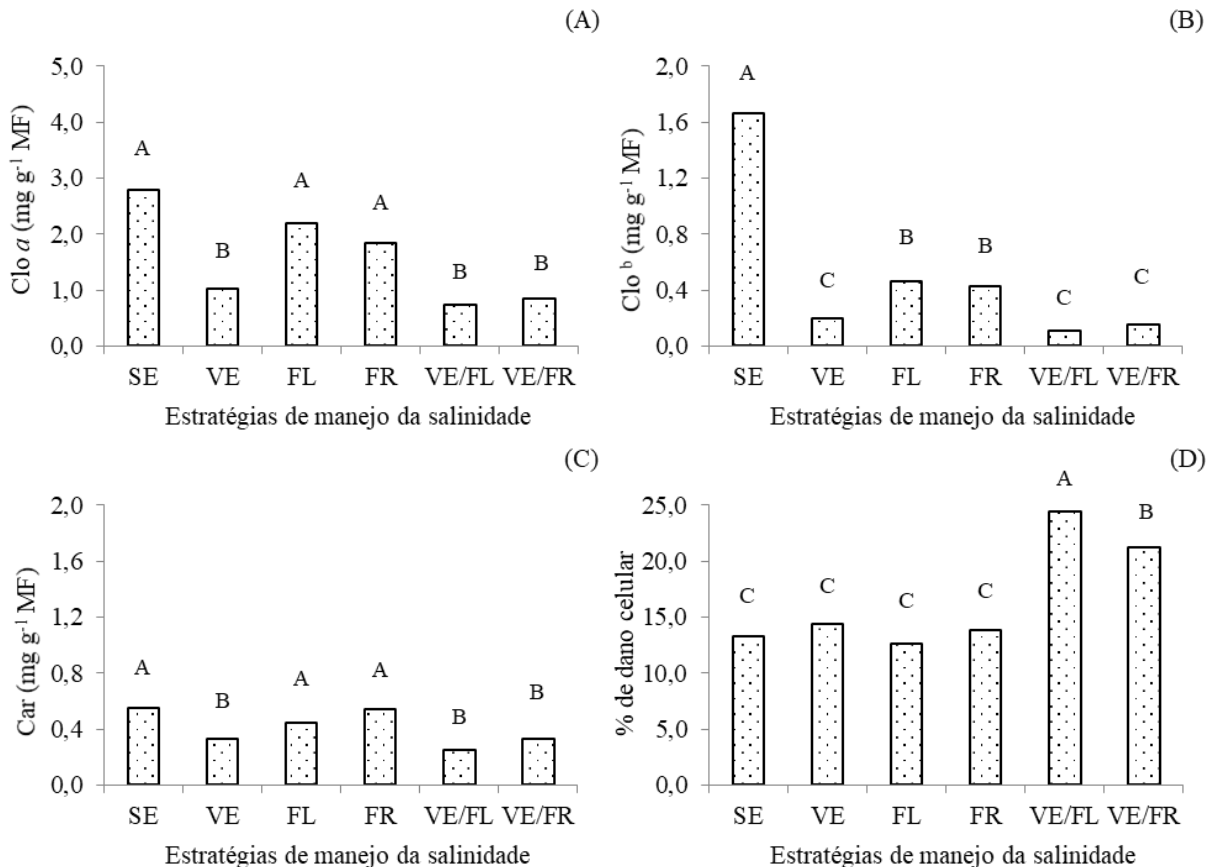 (A)
Clo a (mg g-1 MF)
5,0
4,0
3,0
2,0
1,0
0,0
A
B
A
A
B
B
SE VE FL FR VE/FL VE/FR
Estratégias de manejo da salinidade
(B)
Clo b (mg g-1 MF)
2,0
1,6
1,2
0,8
0,4
0,0
A
C
B
B
C
C
SE VE FL FR VE/FL VE/FR
Estratégias de manejo da salinidade
(C)
Car (mg g-1 MF)
2,0
1,6
1,2
0,8
0,4
0,0
A
B
A
A
B
B
SE VE FL FR VE/FL VE/FR
Estratégias de manejo da salinidade
(D)
% de dano celular
25,0
20,0
15,0
10,0
5,0
0,0
C
C
C
C
A
B
SE VE FL FR VE/FL VE/FR
Estratégias de manejo da salinidade